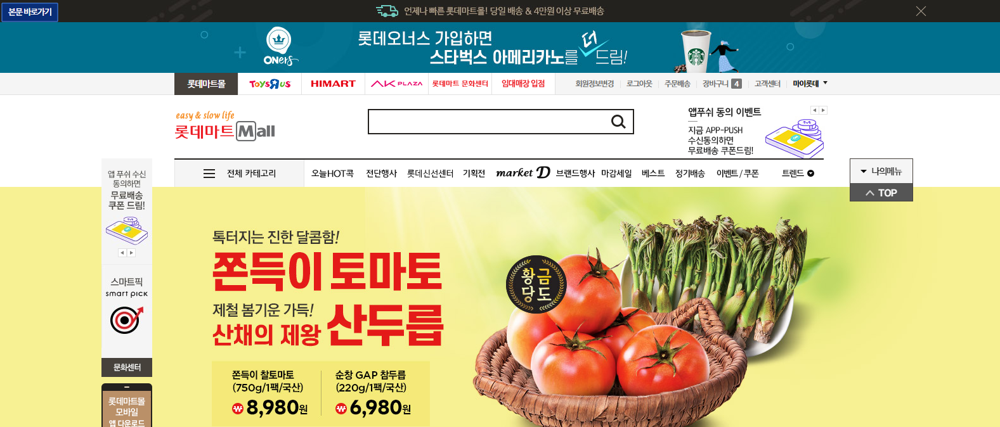 본문 바로가기
언제나 빠른 롯데마트몰! 당일 배송 & 4만원 이상 무료배송
ONers
롯데오너스 가입하면
스타벅스 아메리카노를 더 드림!
롯데마트몰
ToysЯus
HIMART
AK PLAZA
롯데마트 문화센터
임대매장 입점
회원정보변경
로그아웃
주문배송
장바구니 4
고객센터
마이롯데
easy & slow life
롯데마트Mall
앱푸쉬 동의 이벤트
지금 APP-PUSH
수신동의하면
무료배송 쿠폰드림!
전체 카테고리
오늘HOT콕
전단행사
롯데신선센터
기획전
market D
브랜드행사
마감세일
베스트
정기배송
이벤트/쿠폰
트렌드
나의메뉴
TOP
앱 푸쉬 수신
동의하면
무료배송
쿠폰 드림!
스마트픽
smart pick
문화센터
롯데마트몰
모바일
앱 다운로드
톡터지는 진한 달콤함!
쫀득이 토마토
제철 봄기운 가득!
산채의 제왕 산두릅
황금
당도
쫀득이 찰토마토
(750g/1팩/국산)
8,980원
순창 GAP 참두릅
(220g/1팩/국산)
6,980원